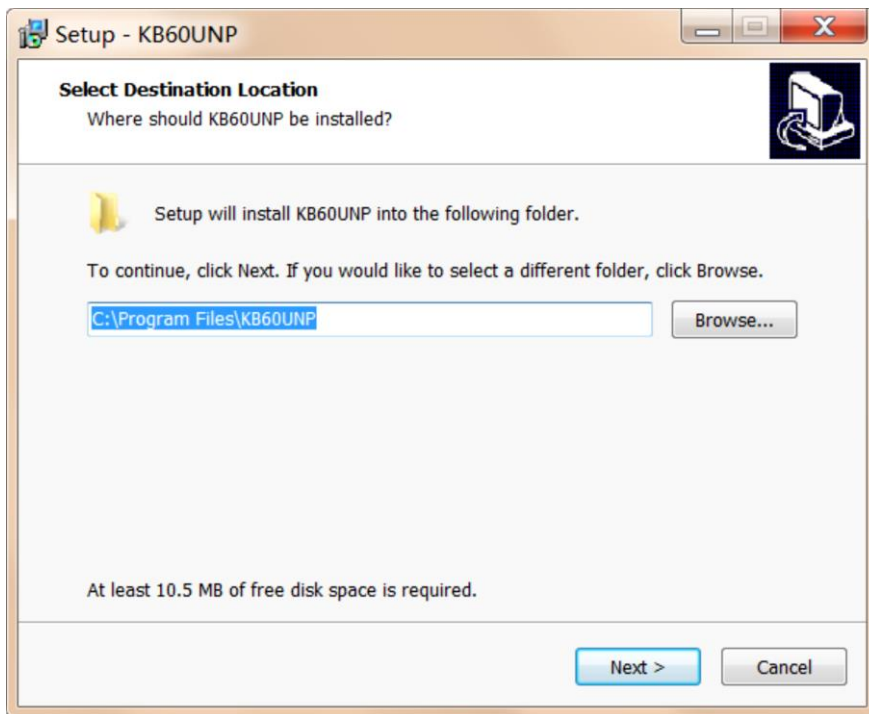 Setup - KB60UNP
Select Destination Location
Where should KB60UNP be installed?
Setup will install KB60UNP into the following folder.
To continue, click Next. If you would like to select a different folder, click Browse.
C:\Program Files\KB60UNP
Browse...
At least 10.5 MB of free disk space is required.
Next >
Cancel